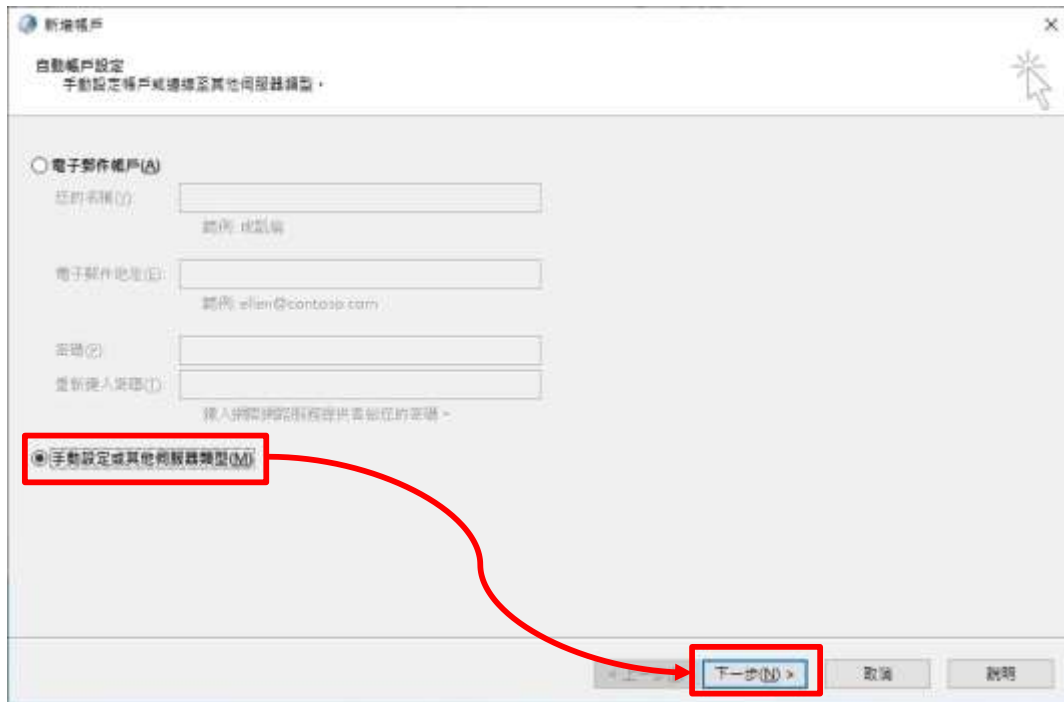 新增帳戶
自動帳戶設定
手動設定帳戶或連線至其他伺服器類型。
電子郵件帳戶(A)
您的名稱(Y):
範例: 成凱倫
電子郵件地址(E):
範例: ellen@contoso.com
密碼(P):
重新鍵入密碼(T):
鍵入網際網路服務提供者給您的密碼。
手動設定或其他伺服器類型(M)
< 上一步
下一步(N) >
取消
說明